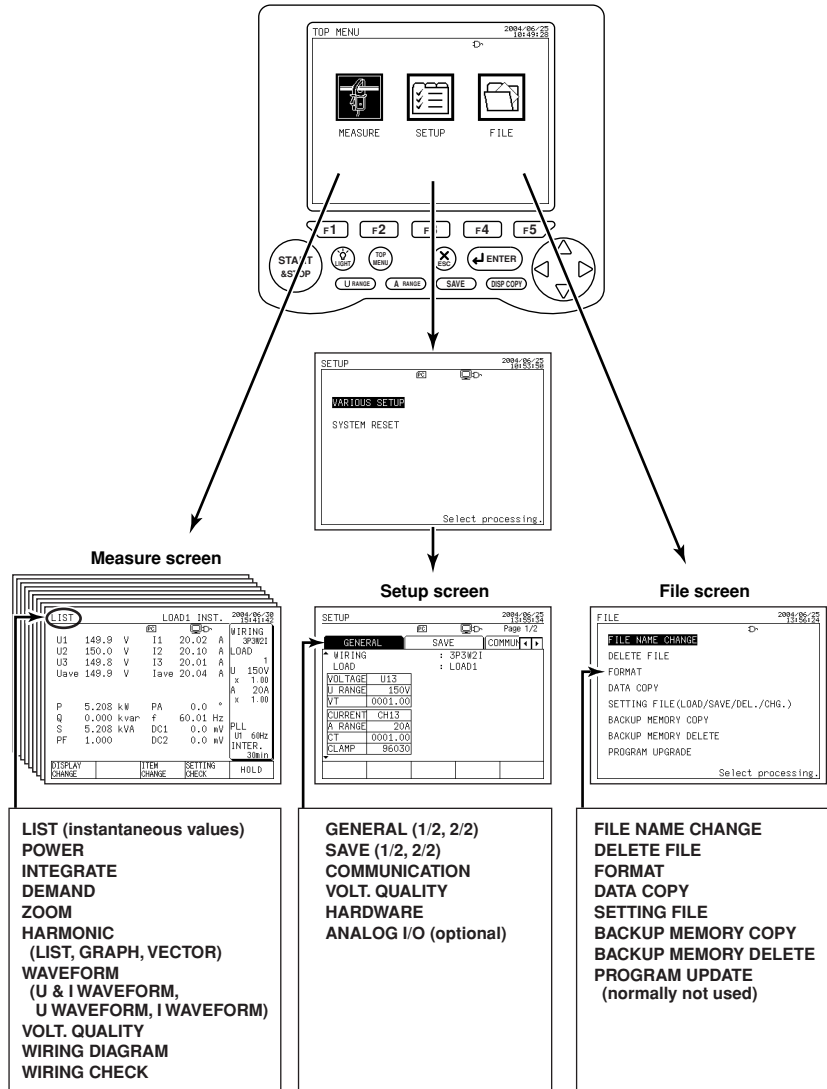 TOP MENU
2004/06/25
10:49:28
MEASURE SETUP FILE
F1 F2 F3 F4 F5
START
&STOP
LIGHT
TOP
MENU
ESC
ENTER
U RANGE A RANGE SAVE DISP COPY
SETUP
2004/06/25
10:53:50
PC
VARIOUS SETUP
SYSTEM RESET
Select processing.
Measure screen
LIST LOAD1 INST. 2004/06/30
15:41:42
PC
U1 149.9 V I1 20.02 A
U2 150.0 V I2 20.10 A
U3 149.8 V I3 20.01 A
Uave 149.9 V Iave 20.04 A
P 5.208 kW PA 0.0 °
Q 0.000 kvar f 60.01 Hz
S 5.208 kVA DC1 0.0 mV
PF 1.000 DC2 0.0 mV
WIRING
3P3W2I
LOAD
1
U 150V
x 1.00
A 20A
x 1.00
PLL
U1 60Hz
INTER.
30min
DISPLAY
CHANGE
ITEM
CHANGE
SETTING
CHECK
HOLD
LIST (instantaneous values)
POWER
INTEGRATE
DEMAND
ZOOM
HARMONIC
(LIST, GRAPH, VECTOR)
WAVEFORM
(U & I WAVEFORM,
U WAVEFORM, I WAVEFORM)
VOLT. QUALITY
WIRING DIAGRAM
WIRING CHECK
Setup screen
SETUP 2004/06/25
13:55:34
PC Page 1/2
GENERAL SAVE COMMUN
WIRING : 3P3W2I
LOAD : LOAD1
VOLTAGE U13
U RANGE 150V
VT 0001.00
CURRENT CH13
A RANGE 20A
CT 0001.00
CLAMP 96030
GENERAL (1/2, 2/2)
SAVE (1/2, 2/2)
COMMUNICATION
VOLT. QUALITY
HARDWARE
ANALOG I/O (optional)
File screen
FILE 2004/06/25
13:56:24
FILE NAME CHANGE
DELETE FILE
FORMAT
DATA COPY
SETTING FILE(LOAD/SAVE/DEL./CHG.)
BACKUP MEMORY COPY
BACKUP MEMORY DELETE
PROGRAM UPGRADE
Select processing.
FILE NAME CHANGE
DELETE FILE
FORMAT
DATA COPY
SETTING FILE
BACKUP MEMORY COPY
BACKUP MEMORY DELETE
PROGRAM UPDATE
(normally not used)